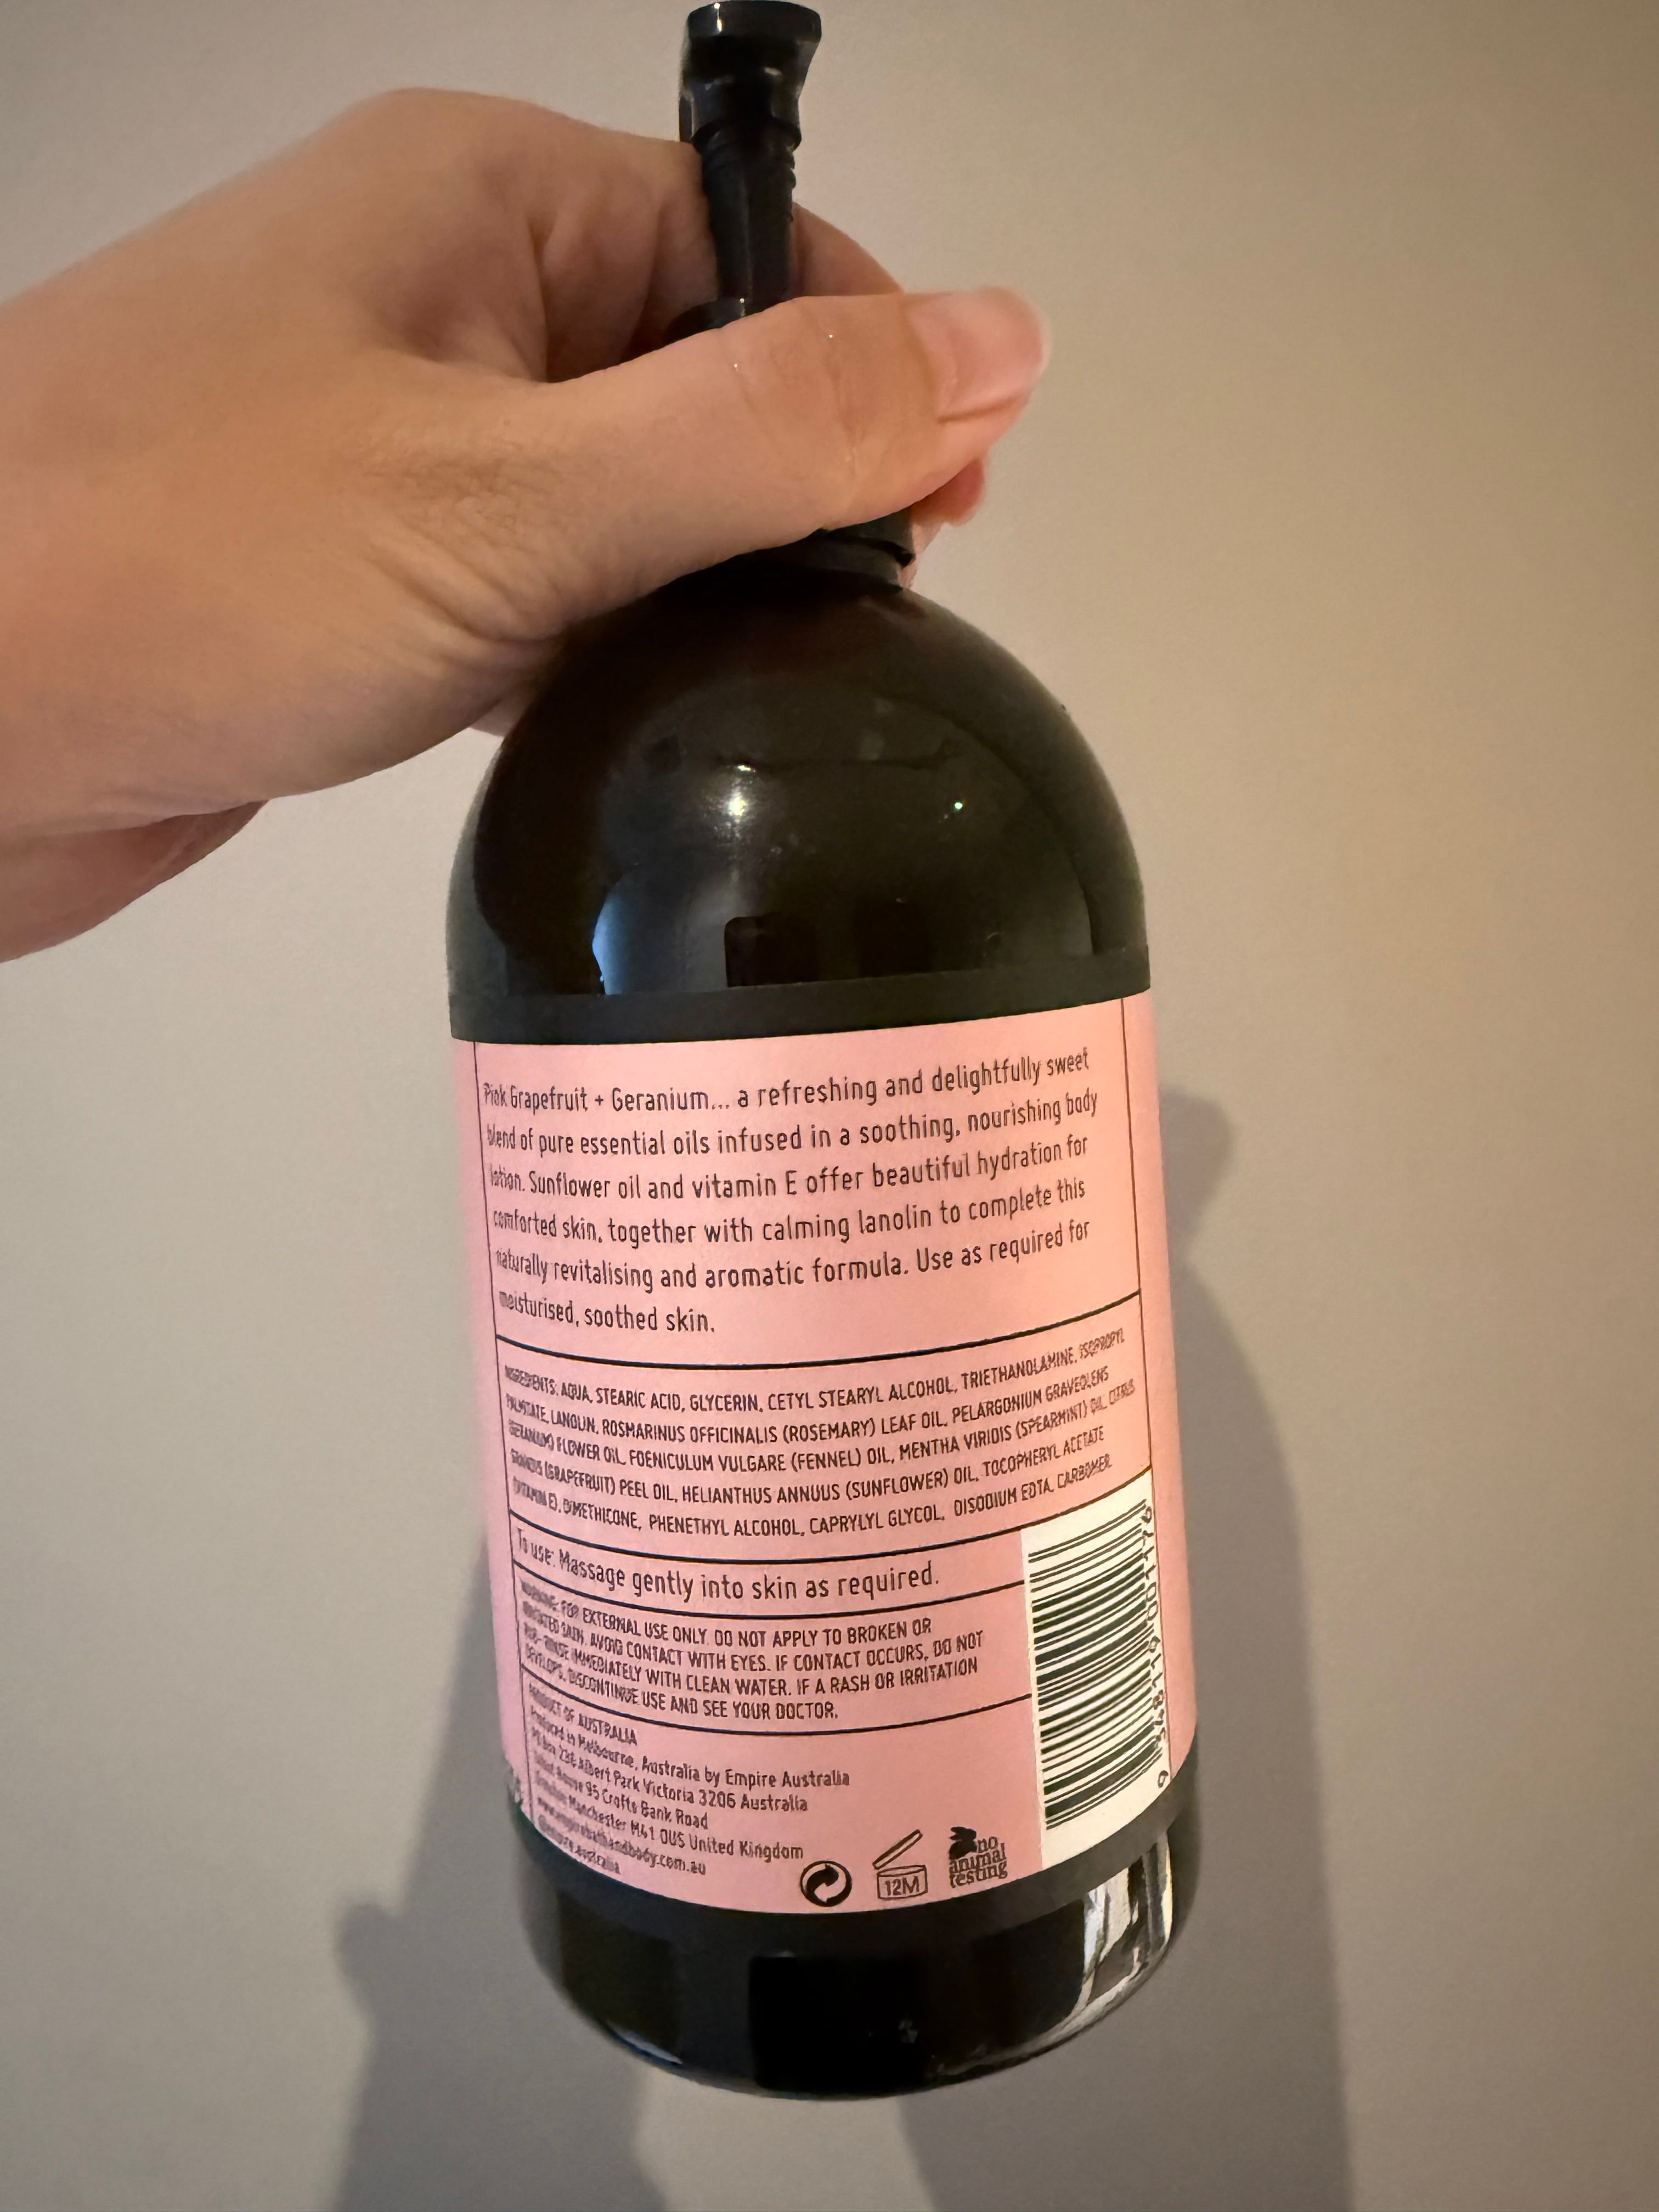 Pink Grapefruit + Geranium... a refreshing and delightfully sweet
blend of pure essential oils infused in a soothing, nourishing body
lotion. Sunflower oil and vitamin E offer beautiful hydration for
comforted skin, together with calming lanolin to complete this
naturally revitalising and aromatic formula. Use as required for
moisturised, soothed skin.
INGREDIENTS: AQUA, STEARIC ACID, GLYCERIN, CETYL STEARYL ALCOHOL, TRIETHANOLAMINE, ISOPROPYL
PALMITATE, LANOLIN, ROSMARINUS OFFICINALIS (ROSEMARY) LEAF OIL, PELARGONIUM GRAVEOLENS
(GERANIUM) FLOWER OIL, FOENICULUM VULGARE (FENNEL) OIL, MENTHA VIRIDIS (SPEARMINT) OIL, CITRUS
GRANDIS (GRAPEFRUIT) PEEL OIL, HELIANTHUS ANNUUS (SUNFLOWER) OIL, TOCOPHERYL ACETATE
(VITAMIN E), DIMETHICONE, PHENETHYL ALCOHOL, CAPRYLYL GLYCOL, DISODIUM EDTA, CARBOMER
To use: Massage gently into skin as required.
WARNING: FOR EXTERNAL USE ONLY. DO NOT APPLY TO BROKEN OR
IRRITATED SKIN. AVOID CONTACT WITH EYES. IF CONTACT OCCURS, DO NOT
RUB- RINSE IMMEDIATELY WITH CLEAN WATER. IF A RASH OR IRRITATION
DEVELOPS, DISCONTINUE USE AND SEE YOUR DOCTOR.
PRODUCT OF AUSTRALIA
Produced in Melbourne, Australia by Empire Australia
PO Box 236 Albert Park Victoria 3206 Australia
House 95 Crofts Bank Road
Manchester M41 0US United Kingdom
www.empirebathandbody.com.au
@empire.australia
12M
no
animal
testing